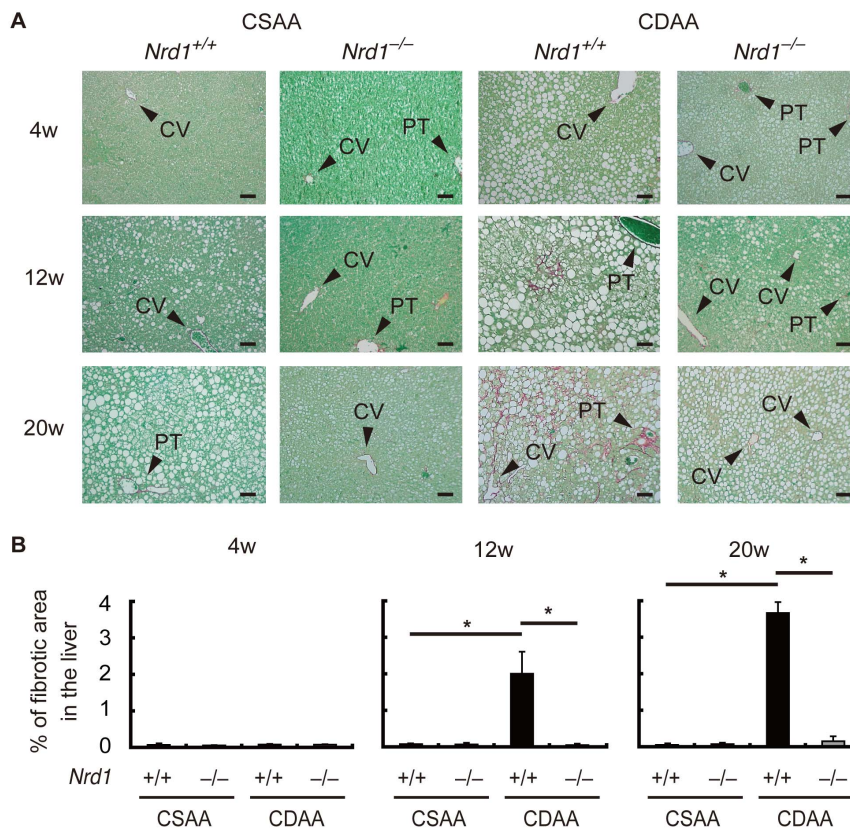 A
CSAA CDAA
Nrd1+/+ Nrd1–/– Nrd1+/+ Nrd1–/–
4w CV CV PT CV PT PT CV
12w CV CV PT PT CV CV PT
20w PT CV PT CV CV CV
B
4w 12w 20w
% of fibrotic area
in the liver
4
3
2
1
0
* * * *
Nrd1 +/+ –/– +/+ –/– +/+ –/– +/+ –/– +/+ –/– +/+ –/–
CSAA CDAA CSAA CDAA CSAA CDAA